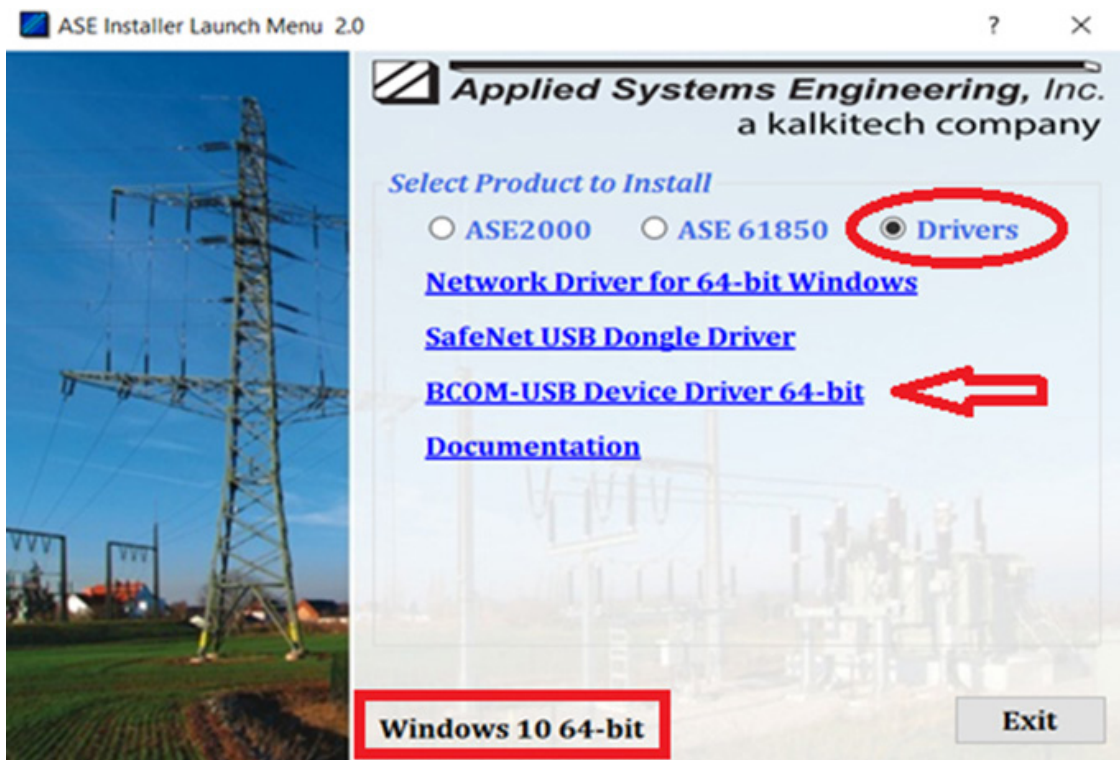 ASE Installer Launch Menu 2.0
Applied Systems Engineering, Inc.
a kalkitech company
Select Product to Install
ASE2000 ASE 61850 Drivers
Network Driver for 64-bit Windows
SafeNet USB Dongle Driver
BCOM-USB Device Driver 64-bit
Documentation
Windows 10 64-bit
Exit